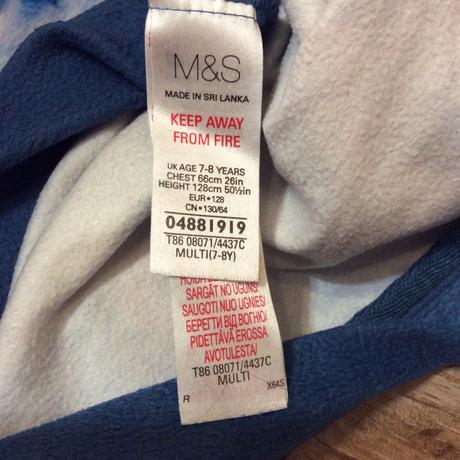 M&S
MADE IN SRI LANKA
KEEP AWAY
FROM FIRE
UK AGE 7-8 YEARS
CHEST 66cm 26in
HEIGHT 128cm 50½in
EUR•128
CN•130/64
04881919
T86 08071/4437C
MULTI(7-8Y)
SARGĀT NO UGUNS/
SAUGOTI NUO UGNIES/
БЕРЕГТИ ВІД ВОГНЮ/
PIDETTÄVÄ EROSSA
AVOTULESTA/
T86 08071/4437C
MULTI
R X64S